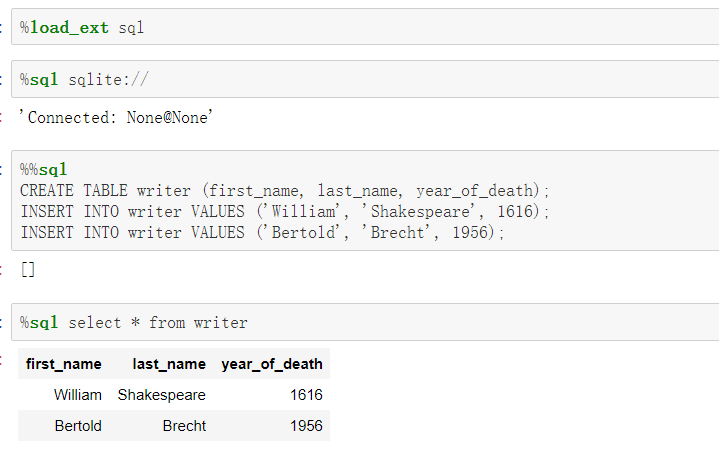 %load_ext sql
%sql sqlite://
'Connected: None@None'
%%sql
CREATE TABLE writer (first_name, last_name, year_of_death);
INSERT INTO writer VALUES ('William', 'Shakespeare', 1616);
INSERT INTO writer VALUES ('Bertold', 'Brecht', 1956);
[]
%sql select * from writer
first_name last_name year_of_death
William Shakespeare 1616
Bertold Brecht 1956